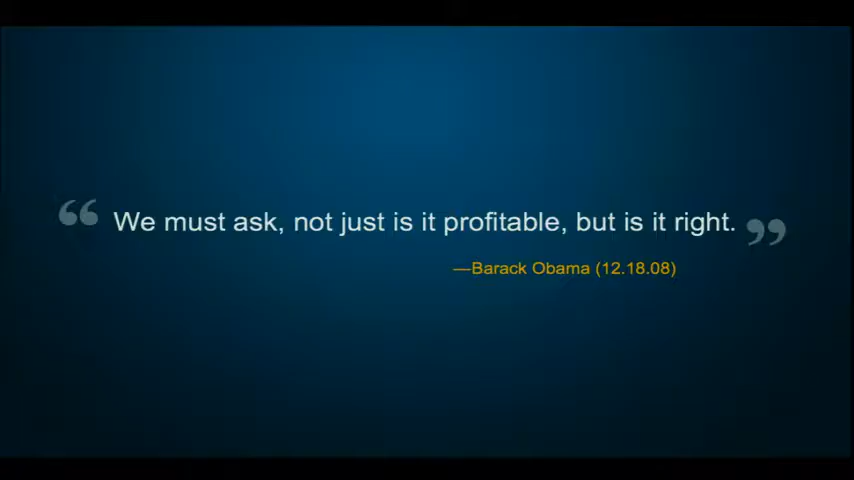 “ We must ask, not just is it profitable, but is it right. ”
—Barack Obama (12.18.08)